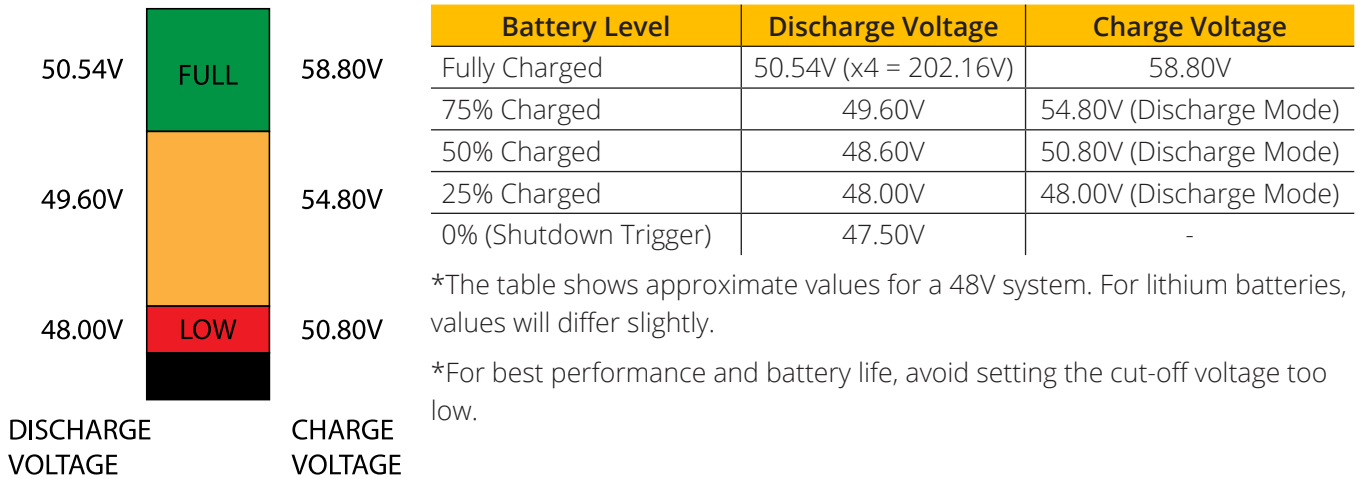 50.54V FULL 58.80V
49.60V 54.80V
48.00V LOW 50.80V
DISCHARGE VOLTAGE
CHARGE VOLTAGE
Battery Level Discharge Voltage Charge Voltage
Fully Charged 50.54V (x4 = 202.16V) 58.80V
75% Charged 49.60V 54.80V (Discharge Mode)
50% Charged 48.60V 50.80V (Discharge Mode)
25% Charged 48.00V 48.00V (Discharge Mode)
0% (Shutdown Trigger) 47.50V -
*The table shows approximate values for a 48V system. For lithium batteries,
values will differ slightly.
*For best performance and battery life, avoid setting the cut-off voltage too
low.